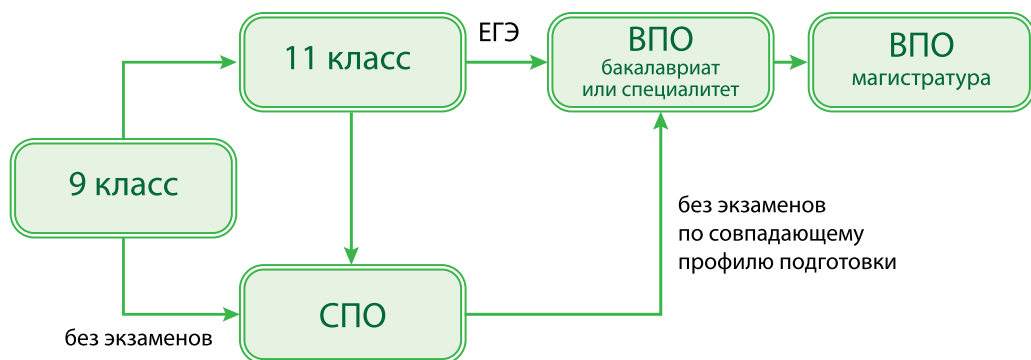 11 класс
ЕГЭ
ВПО
бакалавриат
или специалитет
ВПО
магистратура
9 класс
без экзаменов
по совпадающему
профилю подготовки
СПО
без экзаменов